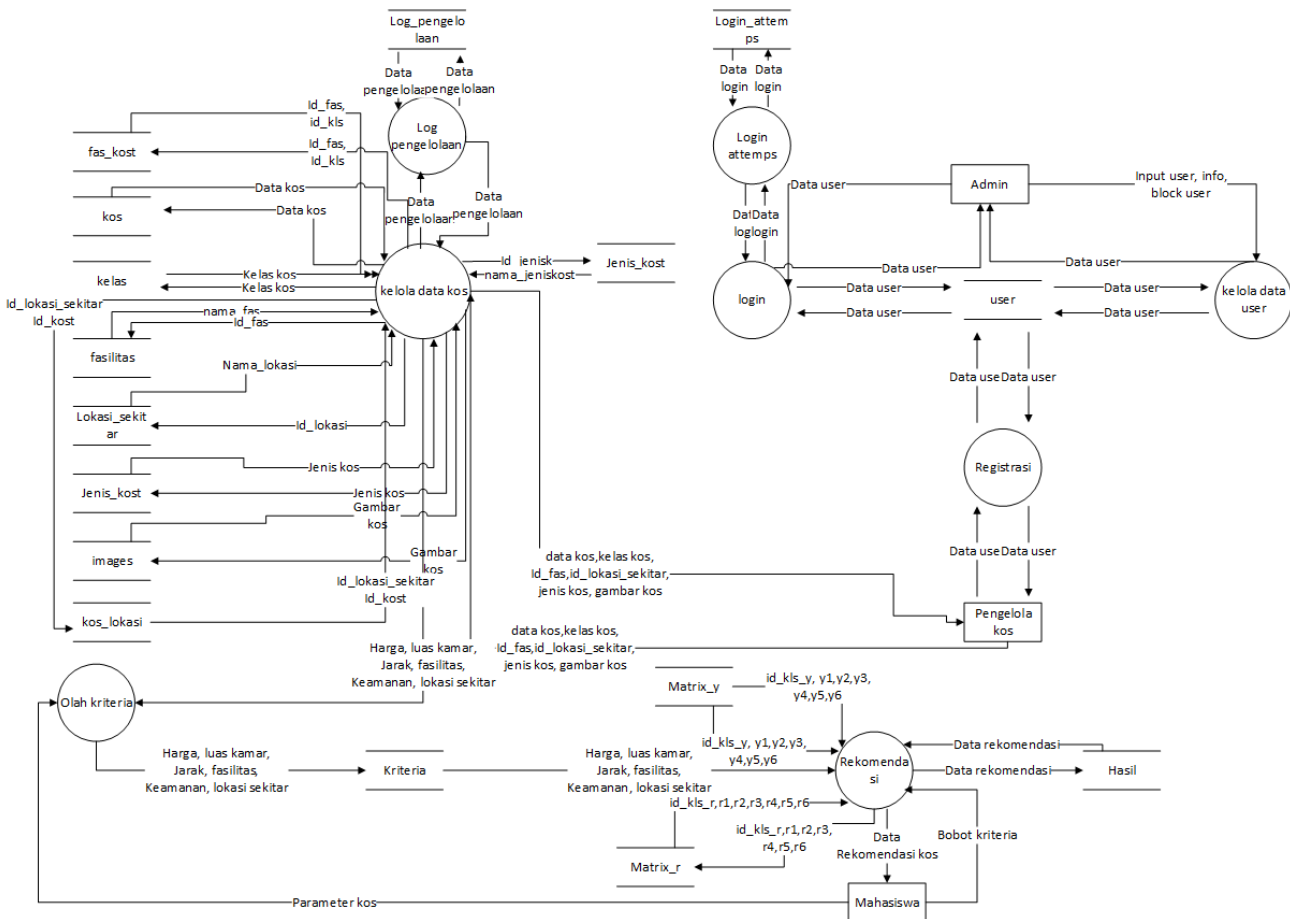 Log_pengelo
laan
Login_attem
ps
Data
pengelolaan
Data
pengelolaan
Data
login
Data
login
Id_fas,
id_kls
Log
pengelolaan
Login
attemps
fas_kost
Id_fas,
Id_kls
Data kos
Data user
Admin
Input user, info,
block user
kos
Data kos
Data
pengelolaan
Data
pengelolaan
Data
login
Data
login
kelas
Kelas kos
Kelas kos
kelola data kos
Id_jenisk
nama_jeniskost
Jenis_kost
Data user
Data user
login
Data user
Data user
user
Data user
Data user
kelola data
user
Id_lokasi_sekitar
Id_kost
nama_fas
Id_fas
fasilitas
Nama_lokasi
Data user
Data user
Lokasi_sekit
ar
Id_lokasi
Jenis kos
Registrasi
Jenis_kost
Jenis kos
Gambar
kos
images
Gambar
kos
data kos,kelas kos,
Id_fas,id_lokasi_sekitar,
jenis kos, gambar kos
Data user
Data user
Id_lokasi_sekitar
Id_kost
kos_lokasi
Pengelola
kos
data kos,kelas kos,
Id_fas,id_lokasi_sekitar,
jenis kos, gambar kos
Harga, luas kamar,
Jarak, fasilitas,
Keamanan, lokasi sekitar
Olah kriteria
Matrix_y
id_kls_y, y1,y2,y3,
y4,y5,y6
id_kls_y, y1,y2,y3,
y4,y5,y6
Harga, luas kamar,
Jarak, fasilitas,
Keamanan, lokasi sekitar
Kriteria
Harga, luas kamar,
Jarak, fasilitas,
Keamanan, lokasi sekitar
Rekomenda
si
Data rekomendasi
Data rekomendasi
Hasil
id_kls_r,r1,r2,r3,r4,r5,r6
id_kls_r,r1,r2,r3,
r4,r5,r6
Data
Rekomendasi kos
Bobot kriteria
Matrix_r
Parameter kos
Mahasiswa